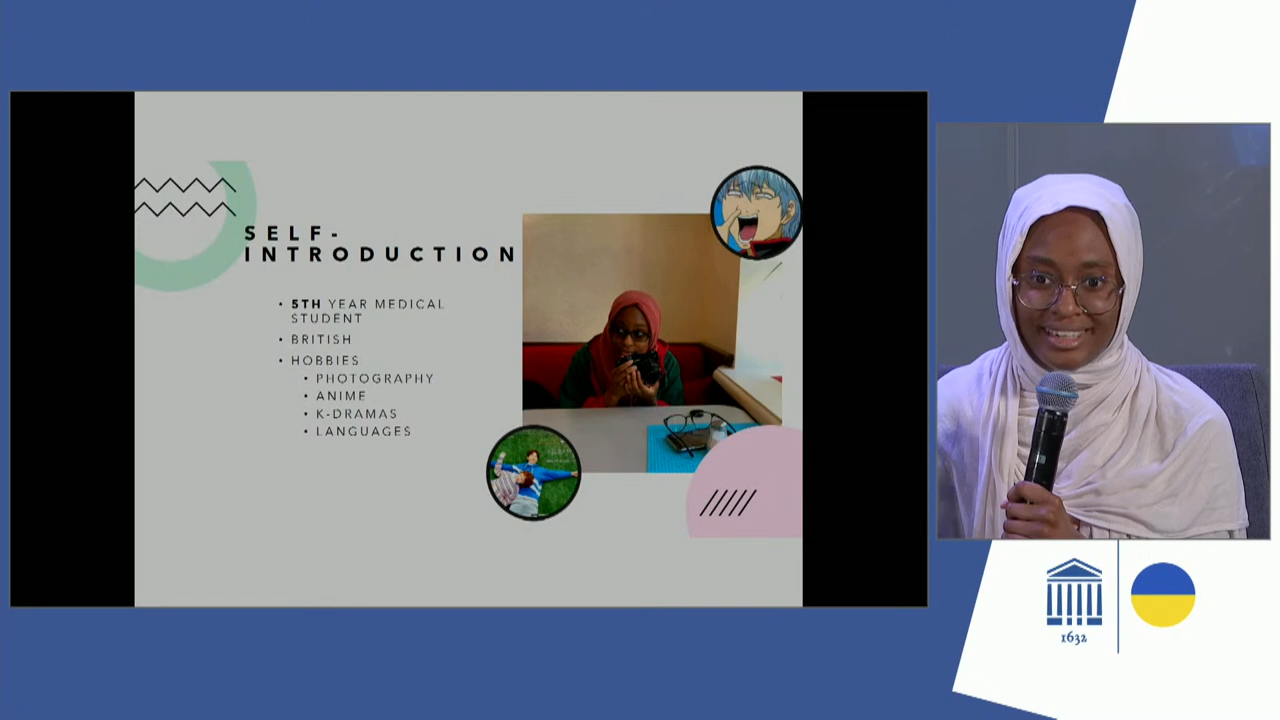 SELF-
INTRODUCTION
• 5TH YEAR MEDICAL
STUDENT
• BRITISH
• HOBBIES
• PHOTOGRAPHY
• ANIME
• K-DRAMAS
• LANGUAGES
1632